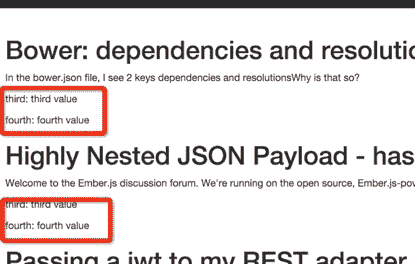 Bower: dependencies and resolutio
In the bower.json file, I see 2 keys dependencies and resolutionsWhy is that so?
third: third value
fourth: fourth value
Highly Nested JSON Payload - has
Welcome to the Ember.js discussion forum. We're running on the open source, Ember.js-pow
third: third value
fourth: fourth value
Passing a jwt to my REST adapter